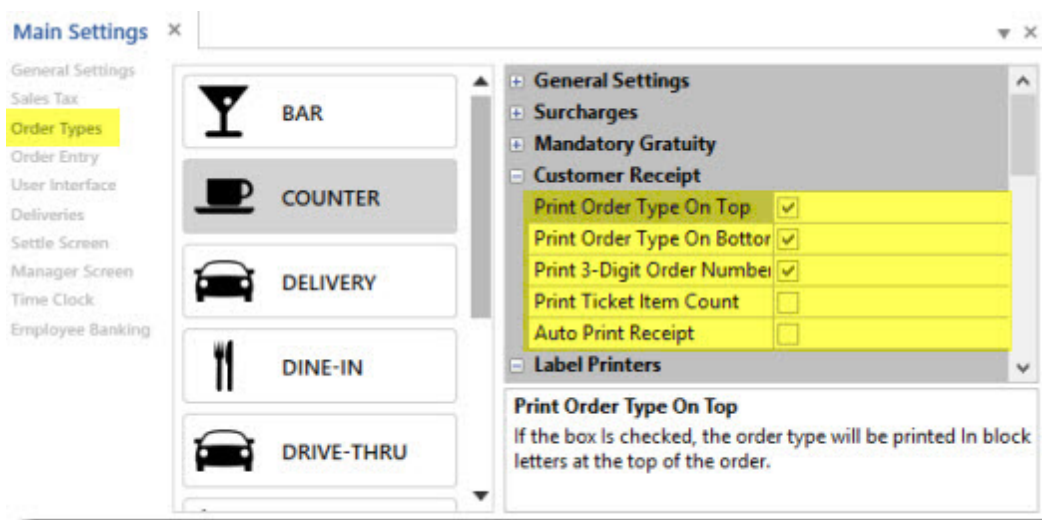 Main Settings
General Settings
Sales Tax
Order Types
Order Entry
User Interface
Deliveries
Settle Screen
Manager Screen
Time Clock
Employee Banking
BAR
COUNTER
DELIVERY
DINE-IN
DRIVE-THRU
General Settings
Surcharges
Mandatory Gratuity
Customer Receipt
Print Order Type On Top
Print Order Type On Bottor
Print 3-Digit Order Number
Print Ticket Item Count
Auto Print Receipt
Label Printers
Print Order Type On Top
If the box Is checked, the order type will be printed In block
letters at the top of the order.